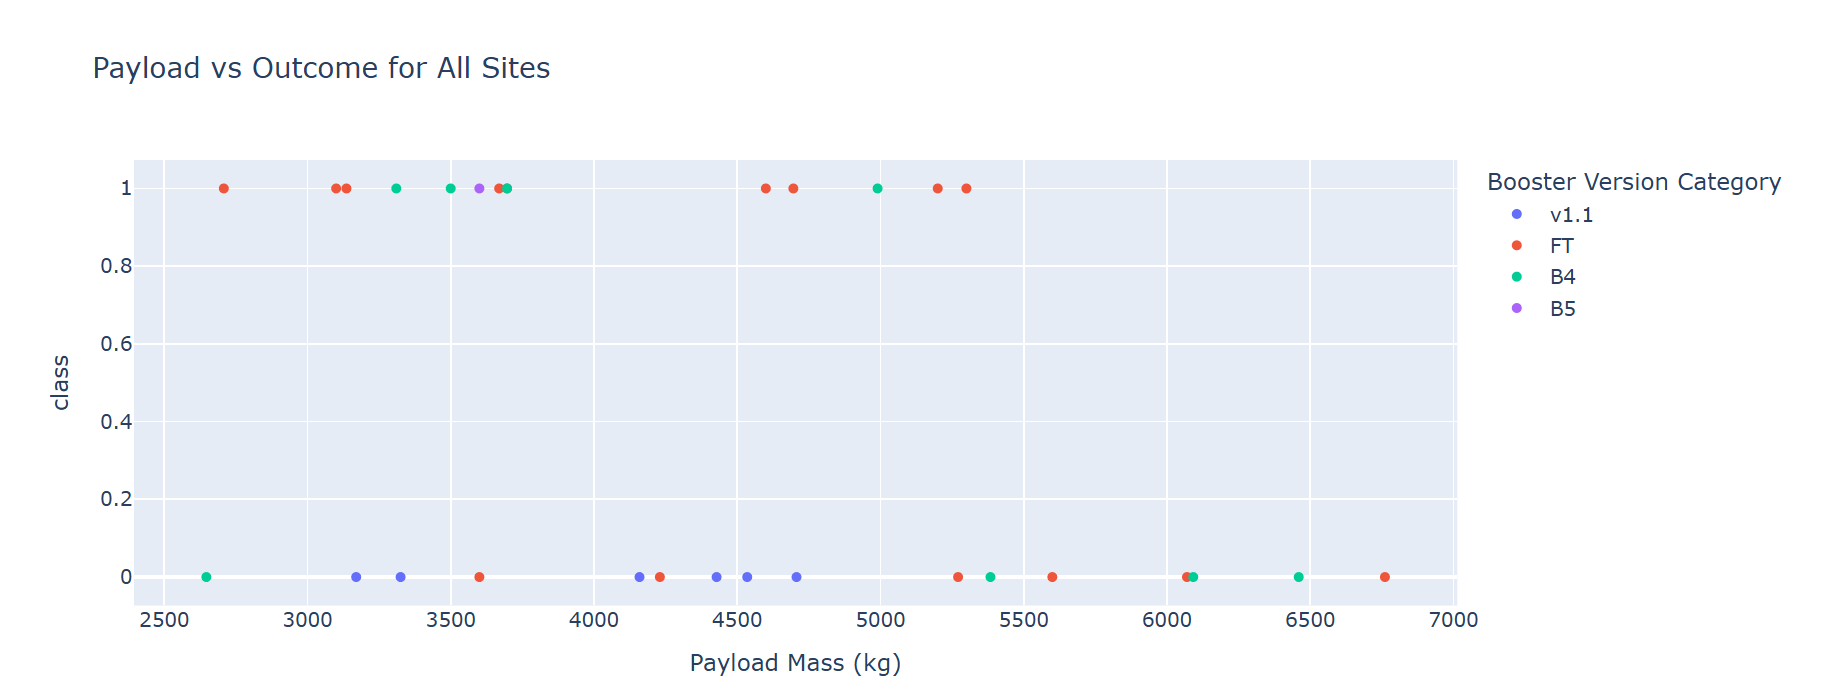 Payload vs Outcome for All Sites
Booster Version Category
v1.1
FT
B4
B5
class
1
0.8
0.6
0.4
0.2
0
2500 3000 3500 4000 4500 5000 5500 6000 6500 7000
Payload Mass (kg)